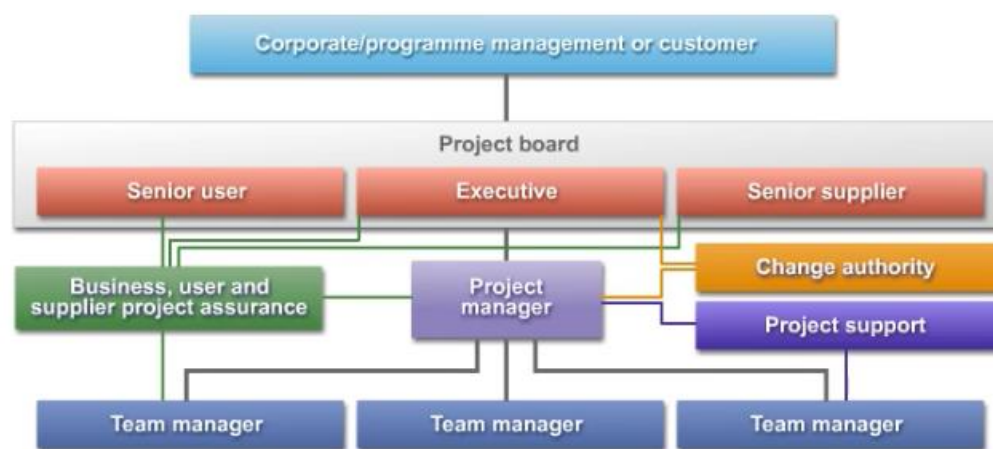 Corporate/programme management or customer
Project board
Senior user
Executive
Senior supplier
Business, user and
supplier project assurance
Project
manager
Change authority
Project support
Team manager
Team manager
Team manager